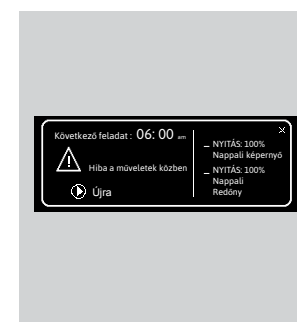 Következő feladat : 06: 00 am
Hiba a műveletek közben
Újra
– NYITÁS: 100%
Nappali képernyő
– NYITÁS: 100%
Nappali
Redőny